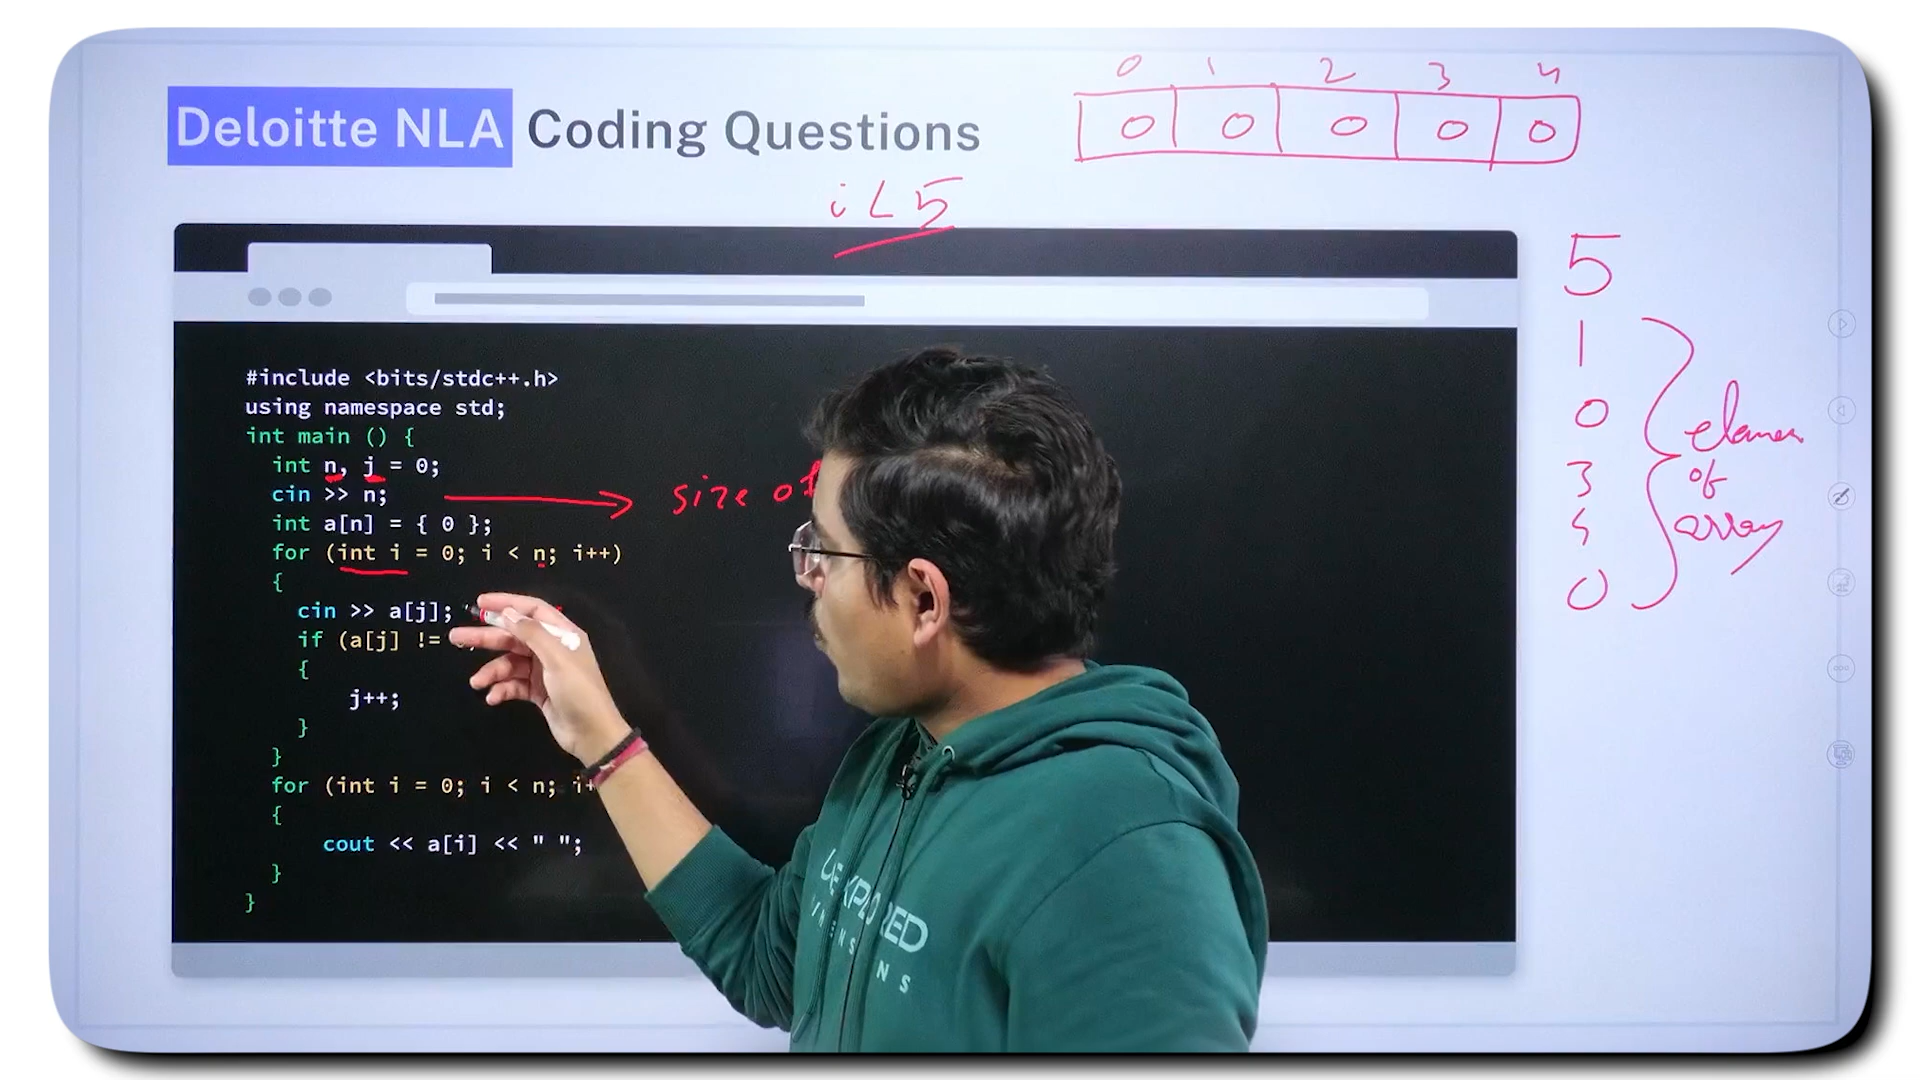 0 1 2 3 4
Deloitte NLA Coding Questions
0 0 0 0 0
i < 5
5
1
0
3
0
of
array
#include <bits/stdc++.h>
using namespace std;
int main () {
int n, j = 0;
cin >> n;
size of
int a[n] = { 0 };
for (int i = 0; i < n; i++)
{
cin >> a[j];
if (a[j] !=
{
j++;
}
}
for (int i = 0; i < n; i+
{
cout << a[i] << " ";
}
}